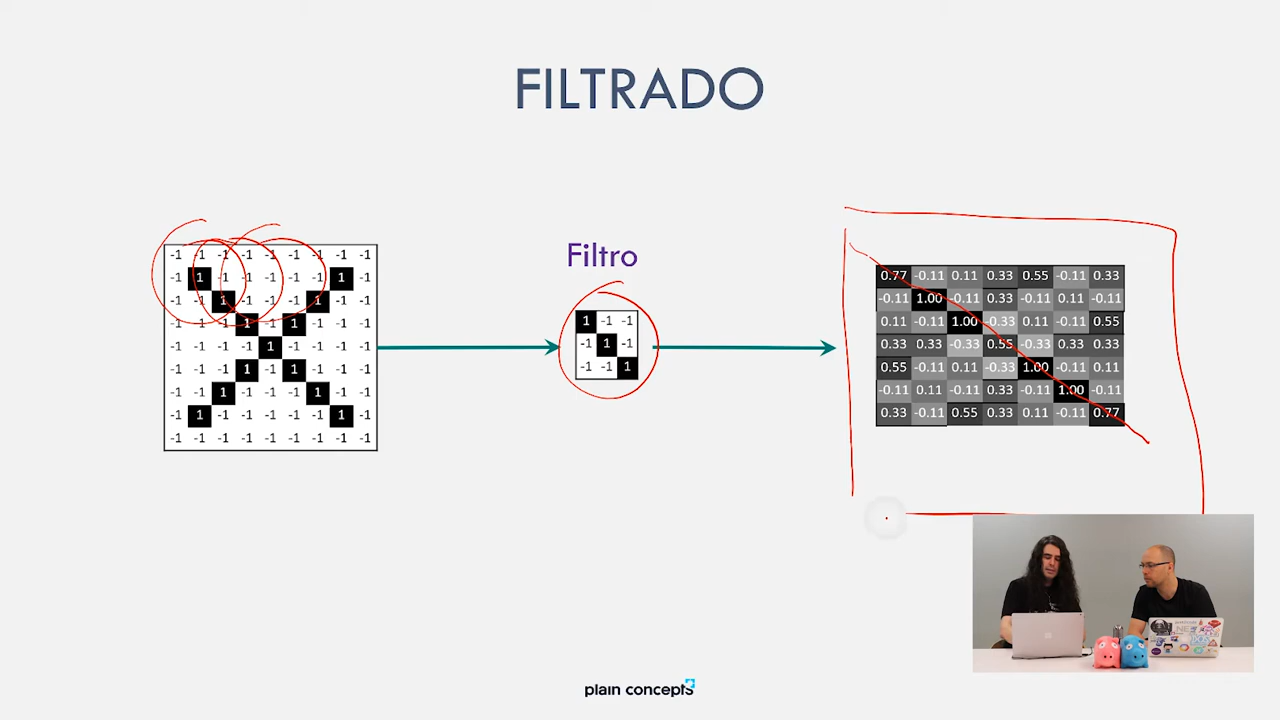 FILTRADO
-1 -1 -1 -1 -1 -1 -1 -1 -1
-1 1 -1 -1 -1 -1 -1 1 -1
-1 -1 1 -1 -1 -1 1 -1 -1
-1 -1 -1 1 -1 1 -1 -1 -1
-1 -1 -1 -1 1 -1 -1 -1 -1
-1 -1 -1 1 -1 1 -1 -1 -1
-1 -1 1 -1 -1 -1 1 -1 -1
-1 1 -1 -1 -1 -1 -1 1 -1
-1 -1 -1 -1 -1 -1 -1 -1 -1
Filtro
1 -1 -1
-1 1 -1
-1 -1 1
0.77 -0.11 0.11 0.33 0.55 -0.11 0.33
-0.11 1.00 -0.11 0.33 -0.11 0.11 -0.11
0.11 -0.11 1.00 -0.33 0.11 -0.11 0.55
0.33 0.33 -0.33 0.55 -0.33 0.33 0.33
0.55 -0.11 0.11 -0.33 1.00 -0.11 0.11
-0.11 0.11 -0.11 0.33 -0.11 1.00 -0.11
0.33 -0.11 0.55 0.33 0.11 -0.11 0.77
plain concepts